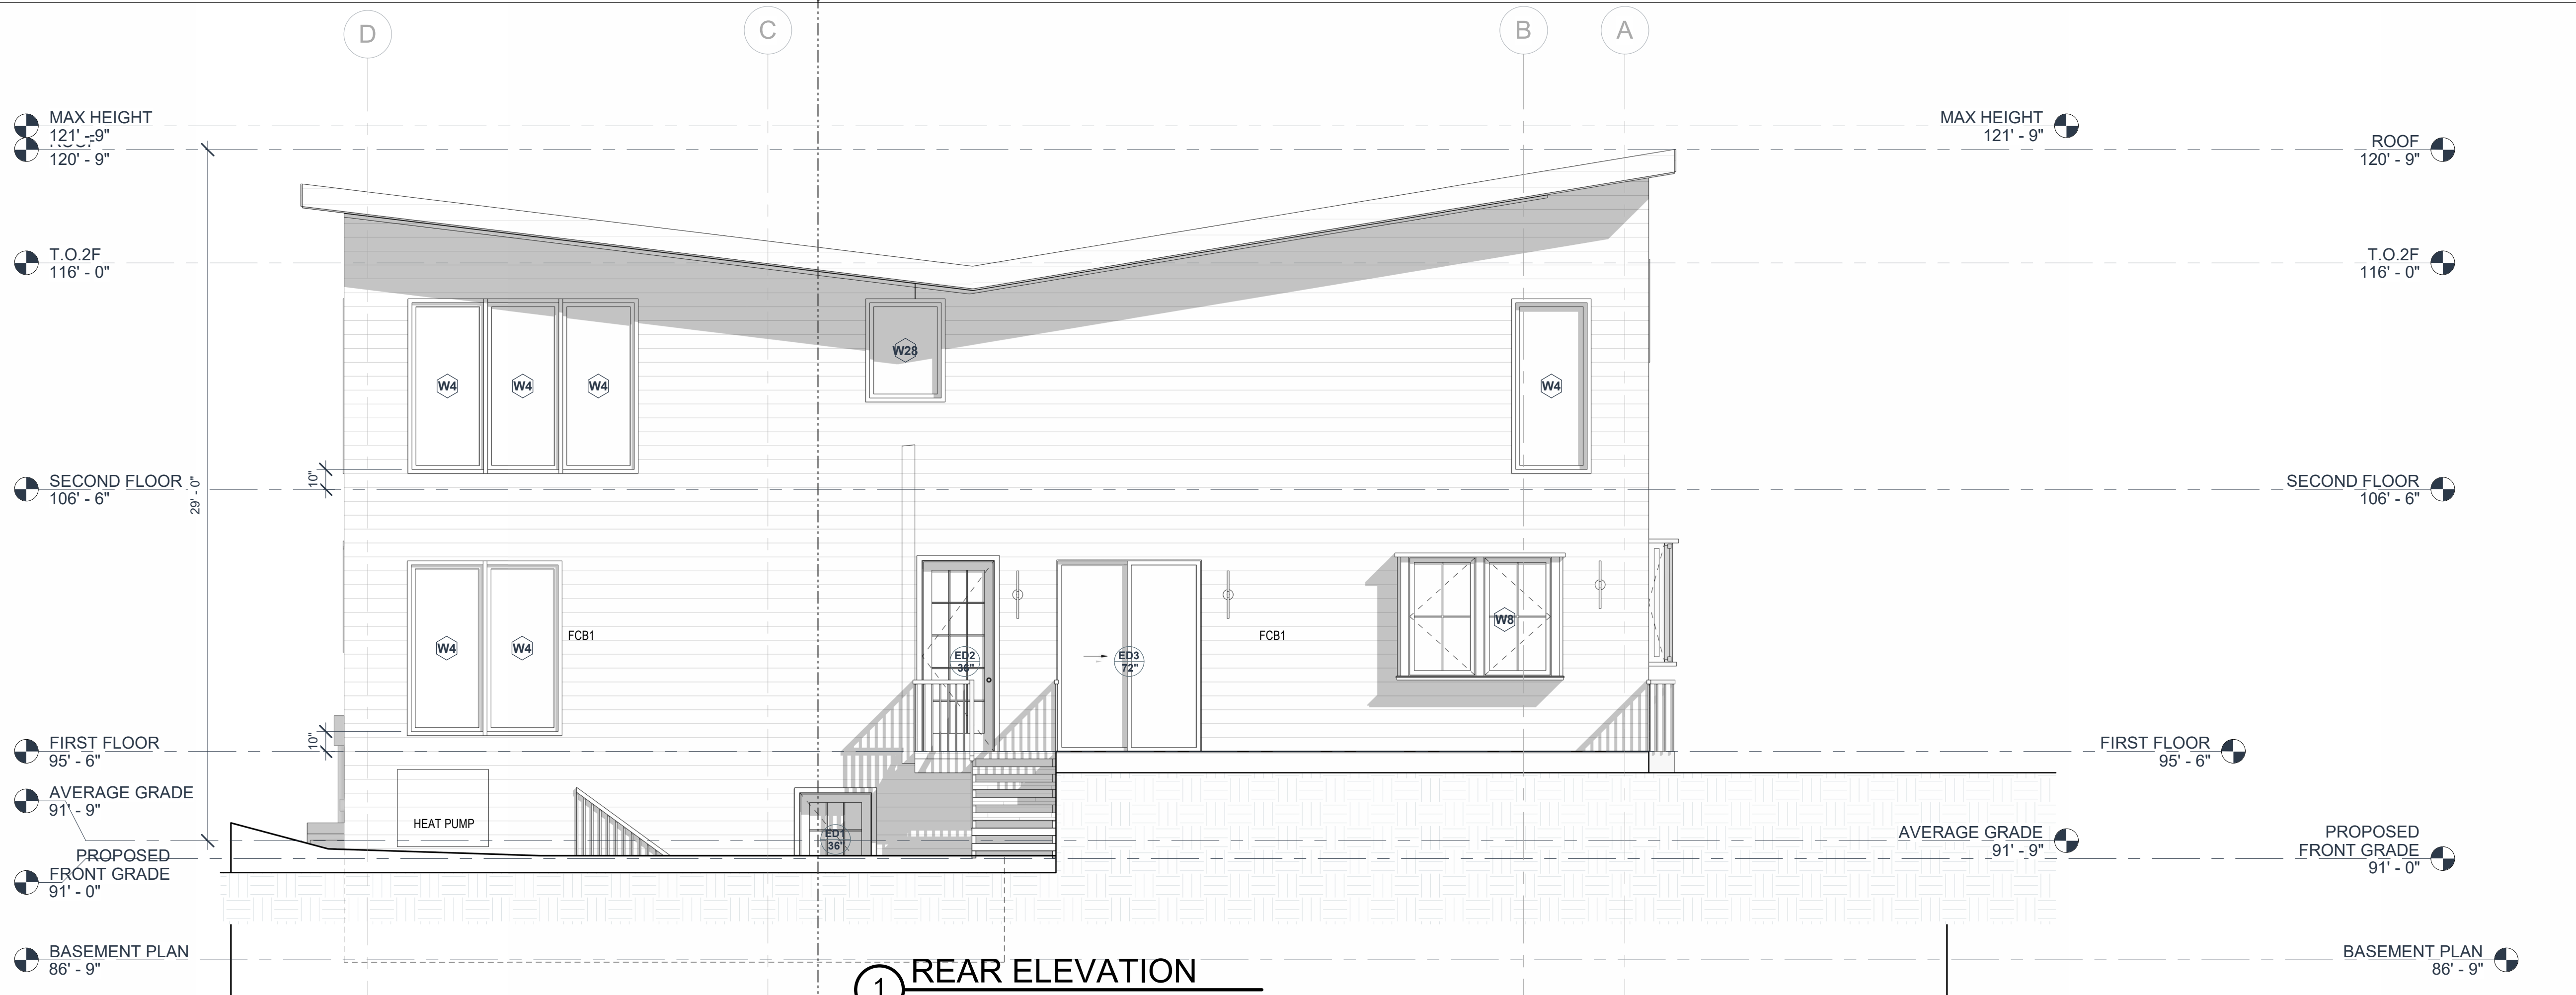 D
C
B
A
MAX HEIGHT
121' - 9"
ROOF
120' - 9"
T.O.2F
116' - 0"
SECOND FLOOR
106' - 6"
29' - 0"
10"
FIRST FLOOR
95' - 6"
10"
AVERAGE GRADE
91' - 9"
PROPOSED
FRONT GRADE
91' - 0"
BASEMENT PLAN
86' - 9"
W4
W4
W4
W28
W4
W4
W4
FCB1
ED2
36"
ED3
72"
FCB1
W8
HEAT PUMP
ED1
36"
MAX HEIGHT
121' - 9"
ROOF
120' - 9"
T.O.2F
116' - 0"
SECOND FLOOR
106' - 6"
FIRST FLOOR
95' - 6"
AVERAGE GRADE
91' - 9"
PROPOSED
FRONT GRADE
91' - 0"
BASEMENT PLAN
86' - 9"
1
REAR ELEVATION